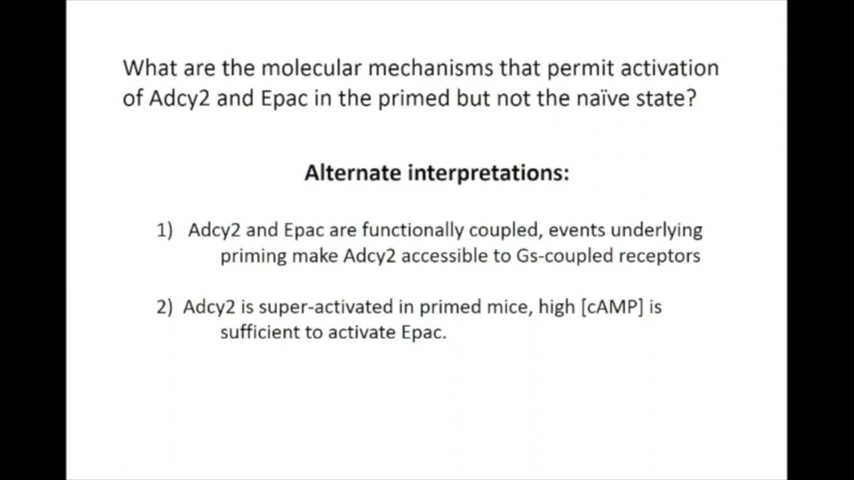 What are the molecular mechanisms that permit activation
of Adcy2 and Epac in the primed but not the naïve state?
Alternate interpretations:
1) Adcy2 and Epac are functionally coupled, events underlying
priming make Adcy2 accessible to Gs-coupled receptors
2) Adcy2 is super-activated in primed mice, high [cAMP] is
sufficient to activate Epac.